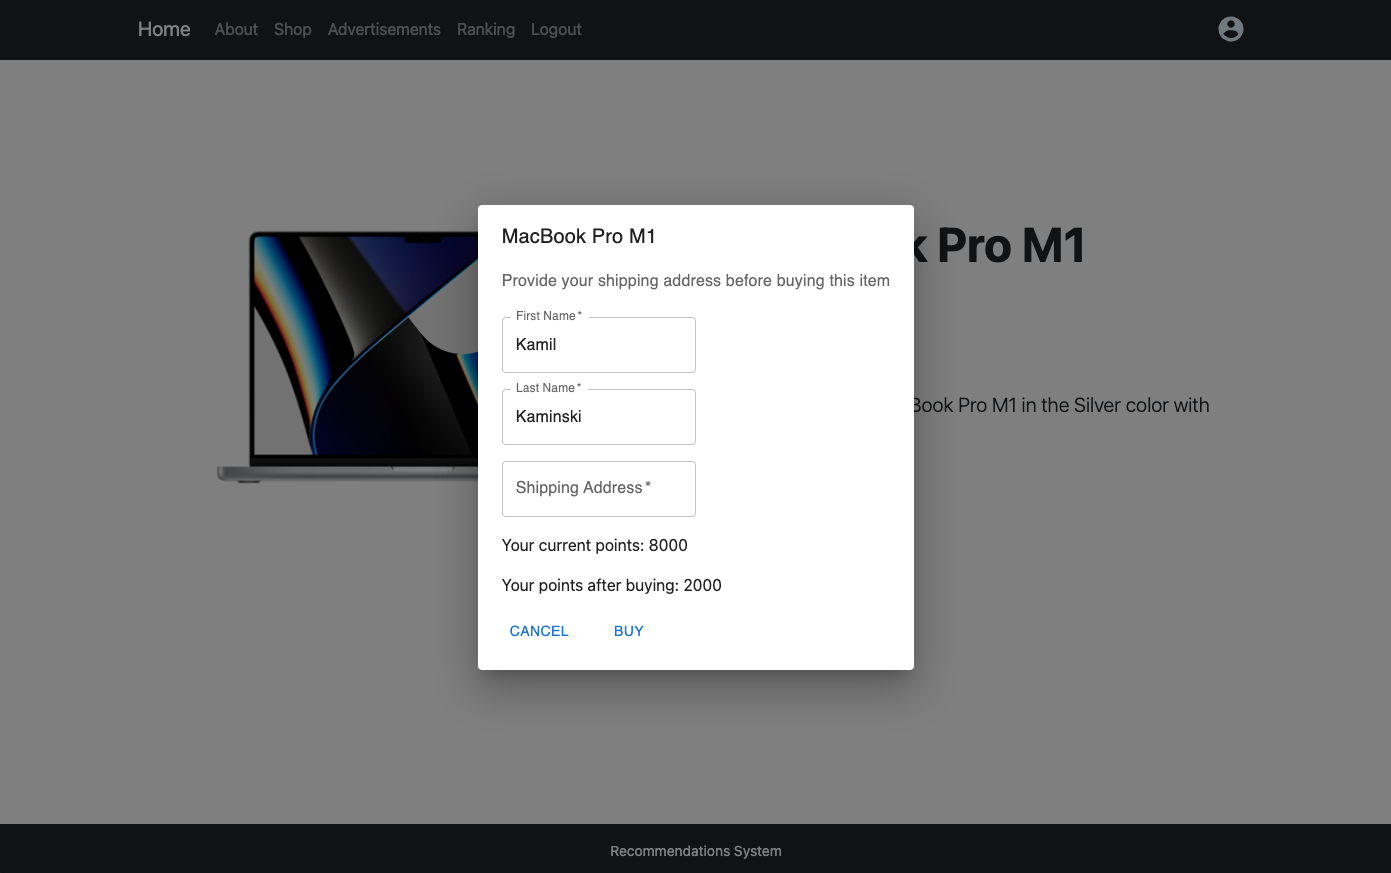 Home About Shop Advertisements Ranking Logout
MacBook Pro M1
Pro M1
Provide your shipping address before buying this item
First Name *
Kamil
Last Name *
Kaminski
Book Pro M1 in the Silver color with
Shipping Address *
Your current points: 8000
Your points after buying: 2000
CANCEL BUY
Recommendations System